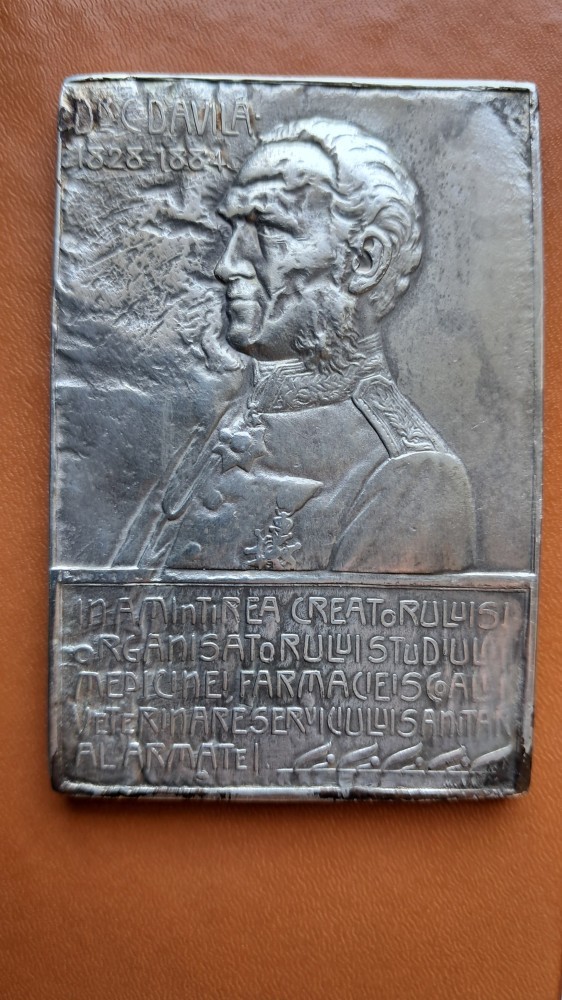 DR C DAVILA
1828-1884
IN AMINTIREA CREATORULUI SI
ORGANISATORULUI STUDIULUI
MEDICINEI FARMACIEI SCOALEI
VETERINARE SERVICIULUI SANITAR
AL ARMATEI